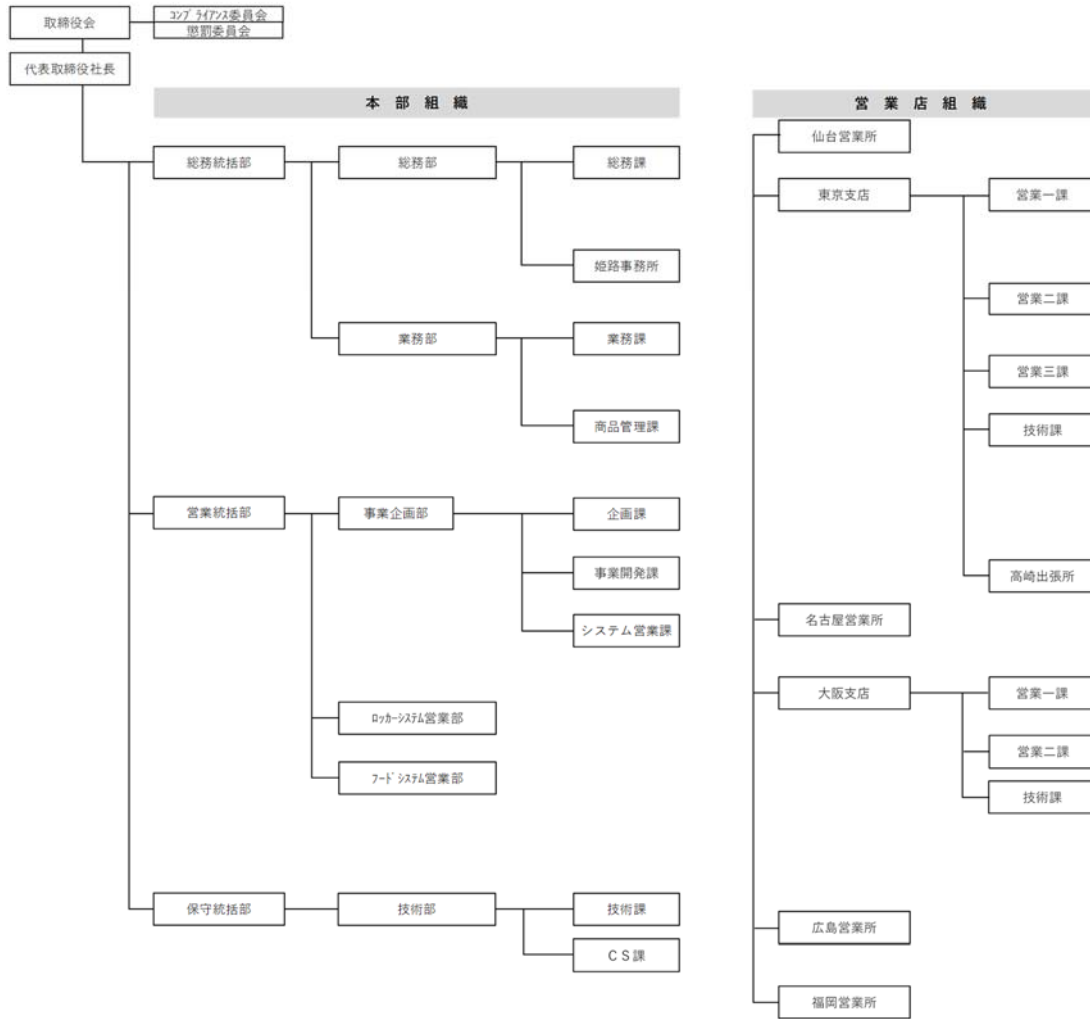 取締役会
ｺﾝﾌﾟﾗｲｱﾝｽ委員会
懲罰委員会
代表取締役社長
本部組織
総務統括部
総務部
総務課
姫路事務所
業務部
業務課
商品管理課
営業統括部
事業企画部
企画課
事業開発課
システム営業課
ﾛｯｶｰｼｽﾃﾑ営業部
ﾌｰﾄﾞｼｽﾃﾑ営業部
保守統括部
技術部
技術課
ＣＳ課
営業店組織
仙台営業所
東京支店
営業一課
営業二課
営業三課
技術課
高崎出張所
名古屋営業所
大阪支店
営業一課
営業二課
技術課
広島営業所
福岡営業所